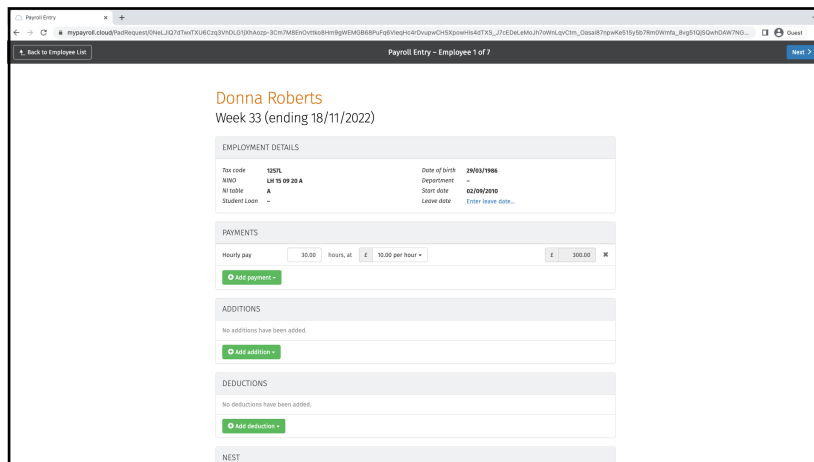 Payroll Entry
mypayroll.cloud
Guest
Back to Employee List
Payroll Entry – Employee 1 of 7
Next
Donna Roberts
Week 33 (ending 18/11/2022)
EMPLOYMENT DETAILS
Tax code 1257L Date of birth 29/03/1986
NINO LH 15 09 20 A Department –
NI table A Start date 02/09/2010
Student Loan – Leave date Enter leave date...
PAYMENTS
Hourly pay 30.00 hours, at £ 10.00 per hour £ 300.00
Add payment
ADDITIONS
No additions have been added.
Add addition
DEDUCTIONS
No deductions have been added.
Add deduction
NEST